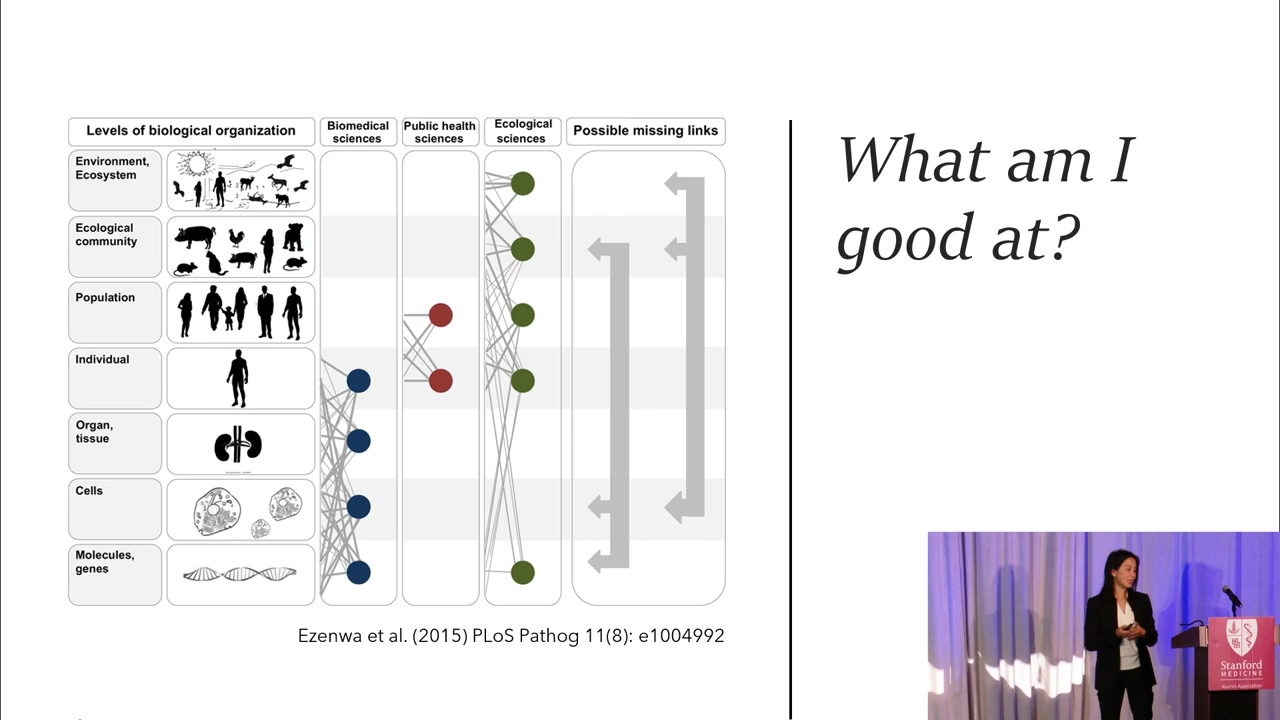 Levels of biological organization
Biomedical
sciences
Public health
sciences
Ecological
sciences
Possible missing links
Environment,
Ecosystem
Ecological
community
Population
Individual
Organ,
tissue
Cells
Molecules,
genes
Ezenwa et al. (2015) PLoS Pathog 11(8): e1004992
What am I
good at?
Stanford
MEDICINE
Alumni Association